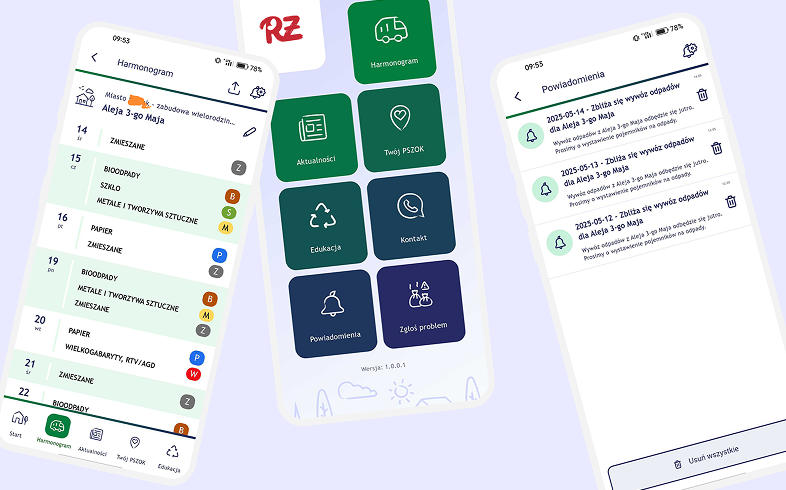 09:53
78%
Harmonogram
Miasto - zabudowa wielorodzin...
Aleja 3-go Maja
14
śr
ZMIESZANE
Z
15
cz
BIOODPADY
B
SZKŁO
S
METALE I TWORZYWA SZTUCZNE
M
16
pt
PAPIER
P
ZMIESZANE
Z
19
po
BIOODPADY
B
METALE I TWORZYWA SZTUCZNE
M
ZMIESZANE
Z
20
wt
PAPIER
P
WIELKOGABARYTY, RTV/AGD
W
21
śr
ZMIESZANE
Z
22
BIOODPADY
B
Start
Harmonogram
Aktualności
Twój PSZOK
Edukacja
RZ
Harmonogram
Aktualności
Twój PSZOK
Edukacja
Kontakt
Powiadomienia
Zgłoś problem
Wersja: 1.0.0.1
09:53
78%
Powiadomienia
2025-05-14 - Zbliża się wywóz odpadów
dla Aleja 3-go Maja
Wywóz odpadów z Aleja 3-go Maja odbędzie się jutro.
Prosimy o wystawienie pojemników na odpady.
2025-05-13 - Zbliża się wywóz odpadów
dla Aleja 3-go Maja
Wywóz odpadów z Aleja 3-go Maja odbędzie się jutro.
Prosimy o wystawienie pojemników na odpady.
2025-05-12 - Zbliża się wywóz odpadów
dla Aleja 3-go Maja
Wywóz odpadów z Aleja 3-go Maja odbędzie się jutro.
Prosimy o wystawienie pojemników na odpady.
Usuń wszystkie